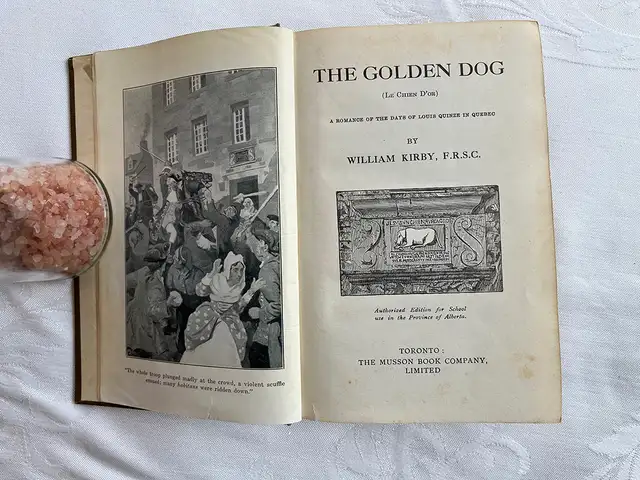 "The whole troop plunged madly at the crowd, a violent scuffle
ensued; many habitans were ridden down."
THE GOLDEN DOG
(LE CHIEN D'OR)
A ROMANCE OF THE DAYS OF LOUIS QUINZE IN QUEBEC
BY
WILLIAM KIRBY, F.R.S.C.
Authorized Edition for School
use in the Province of Alberta.
TORONTO:
THE MUSSON BOOK COMPANY,
LIMITED